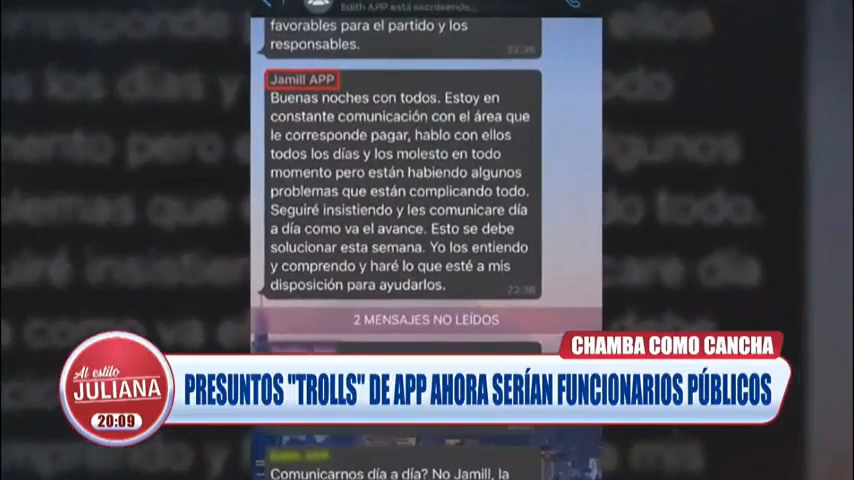 Edith APP está escribiendo...
favorables para el partido y los
responsables.
22:36
Jamill APP
Buenas noches con todos. Estoy en
constante comunicación con el área que
le corresponde pagar, hablo con ellos
todos los días y los molesto en todo
momento pero están habiendo algunos
problemas que están complicando todo.
Seguiré insistiendo y les comunicare día
a día como va el avance. Esto se debe
solucionar esta semana. Yo los entiendo
y comprendo y haré lo que esté a mis
disposición para ayudarlos.
22:36
2 MENSAJES NO LEÍDOS
CHAMBA COMO CANCHA
Al estilo
JULIANA
20:09
PRESUNTOS "TROLLS" DE APP AHORA SERÍAN FUNCIONARIOS PÚBLICOS
Comunicarnos día a día? No Jamill, la